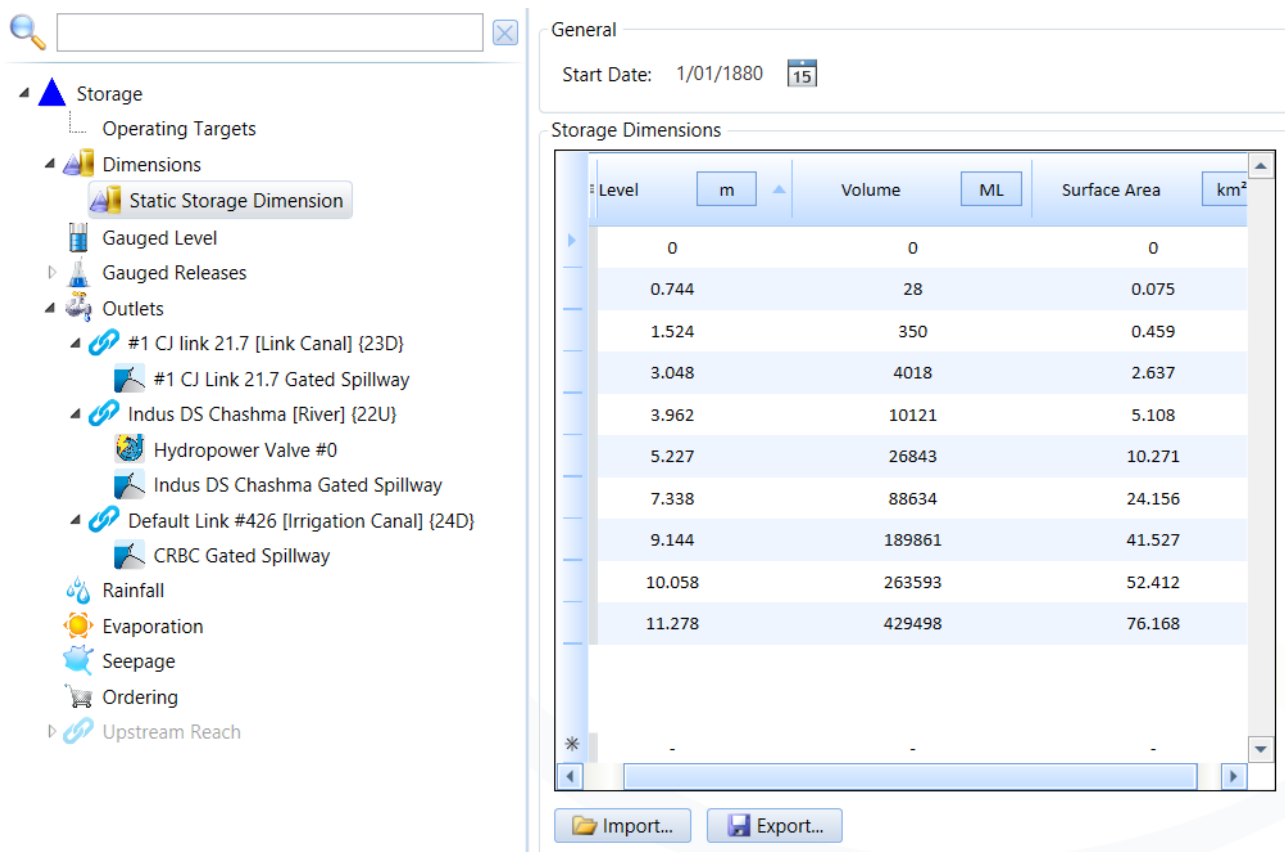 Storage
Operating Targets
Dimensions
Static Storage Dimension
Gauged Level
Gauged Releases
Outlets
#1 CJ link 21.7 [Link Canal] {23D}
#1 CJ Link 21.7 Gated Spillway
Indus DS Chashma [River] {22U}
Hydropower Valve #0
Indus DS Chashma Gated Spillway
Default Link #426 [Irrigation Canal] {24D}
CRBC Gated Spillway
Rainfall
Evaporation
Seepage
Ordering
Upstream Reach
General
Start Date: 1/01/1880 15
Storage Dimensions
Level m Volume ML Surface Area km²
0 0 0
0.744 28 0.075
1.524 350 0.459
3.048 4018 2.637
3.962 10121 5.108
5.227 26843 10.271
7.338 88634 24.156
9.144 189861 41.527
10.058 263593 52.412
11.278 429498 76.168
* - - -
Import... Export...